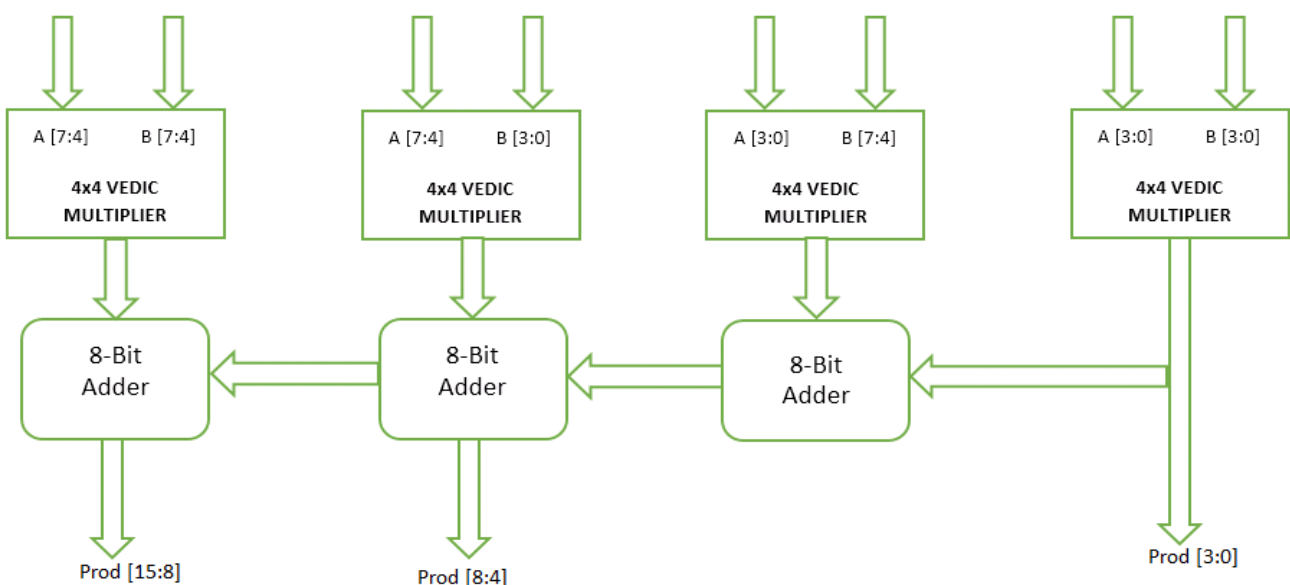 A [7:4] B [7:4]
4x4 VEDIC
MULTIPLIER
A [7:4] B [3:0]
4x4 VEDIC
MULTIPLIER
A [3:0] B [7:4]
4x4 VEDIC
MULTIPLIER
A [3:0] B [3:0]
4x4 VEDIC
MULTIPLIER
8-Bit
Adder
8-Bit
Adder
8-Bit
Adder
Prod [15:8]
Prod [8:4]
Prod [3:0]